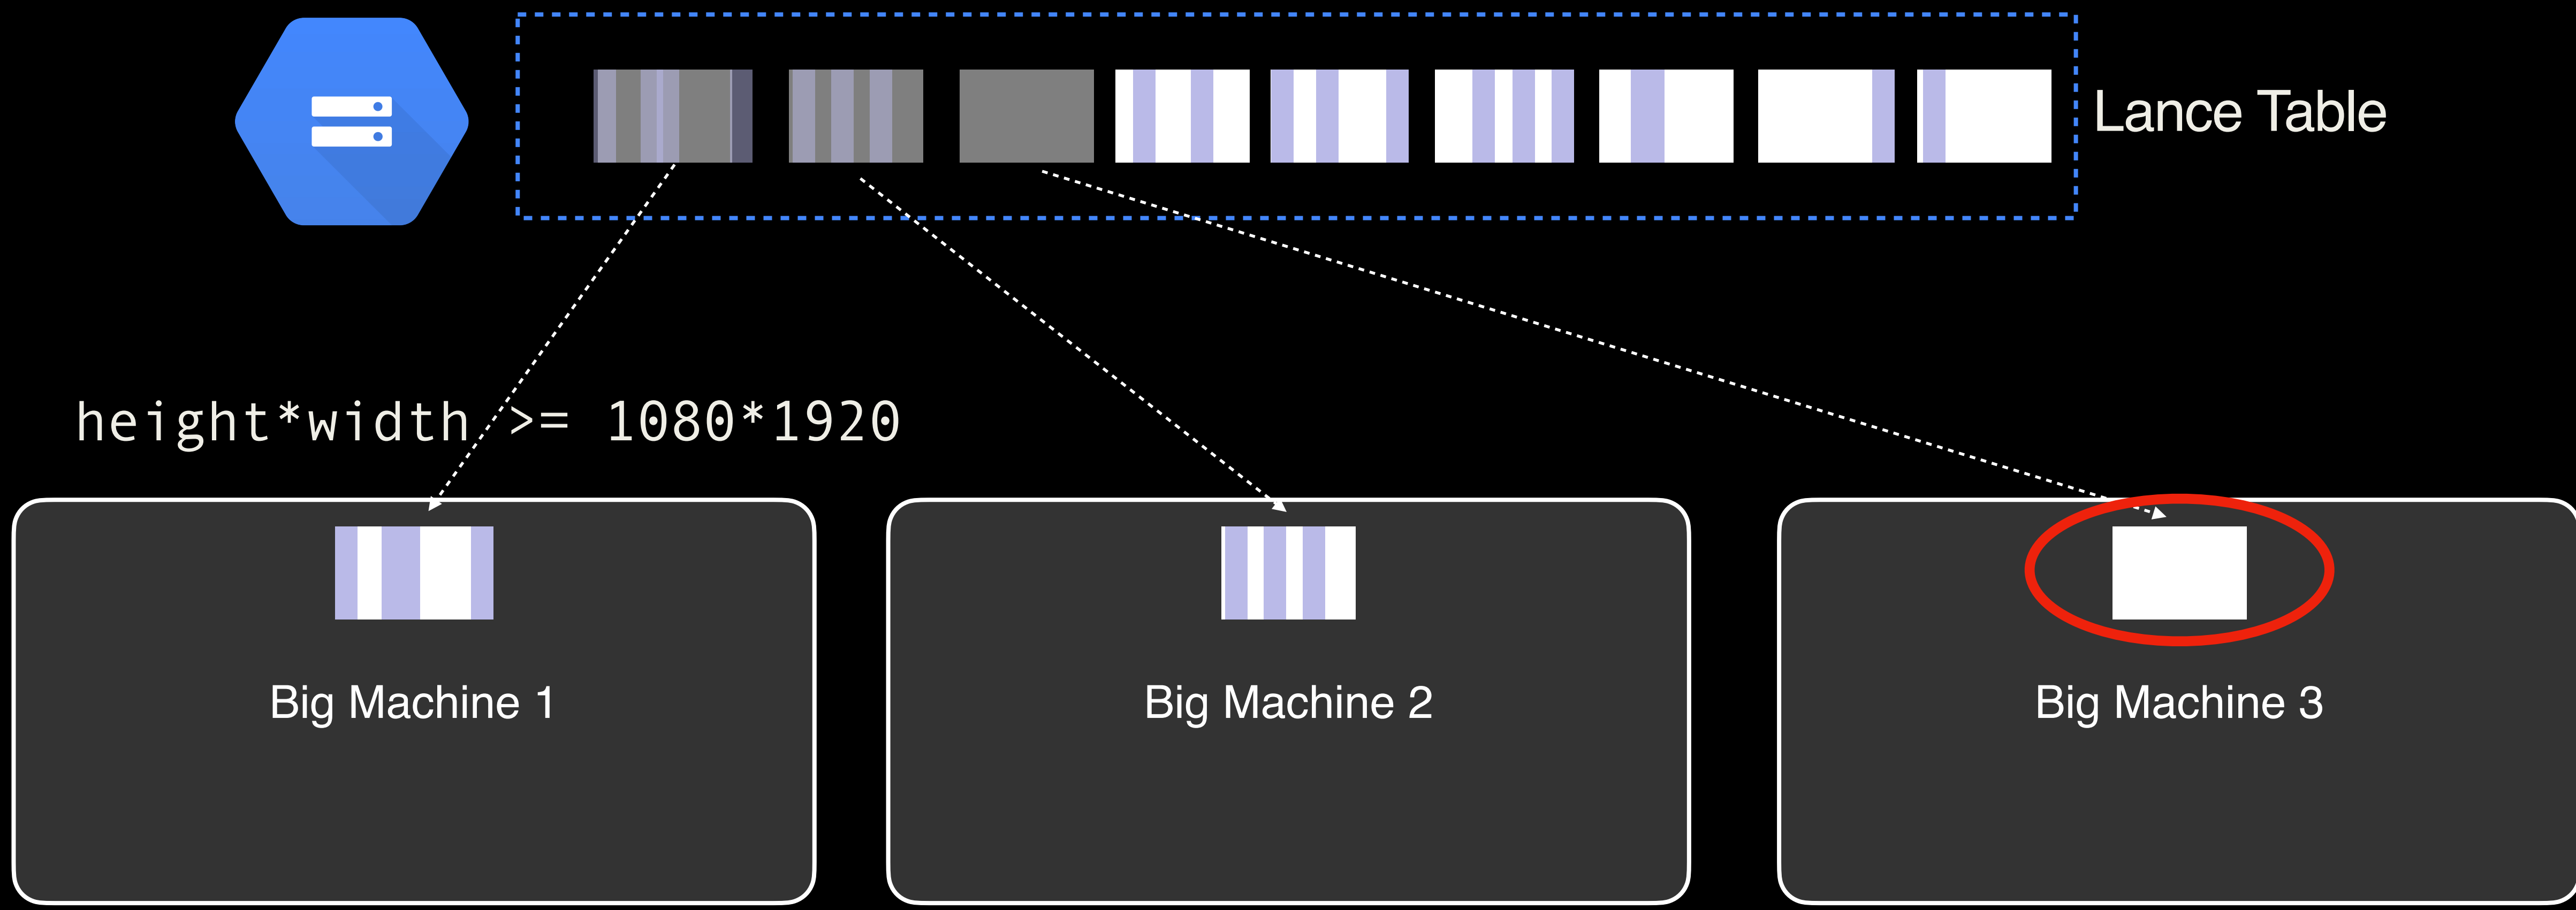 Lance Table
height*width >= 1080*1920
Big Machine 1
Big Machine 2
Big Machine 3